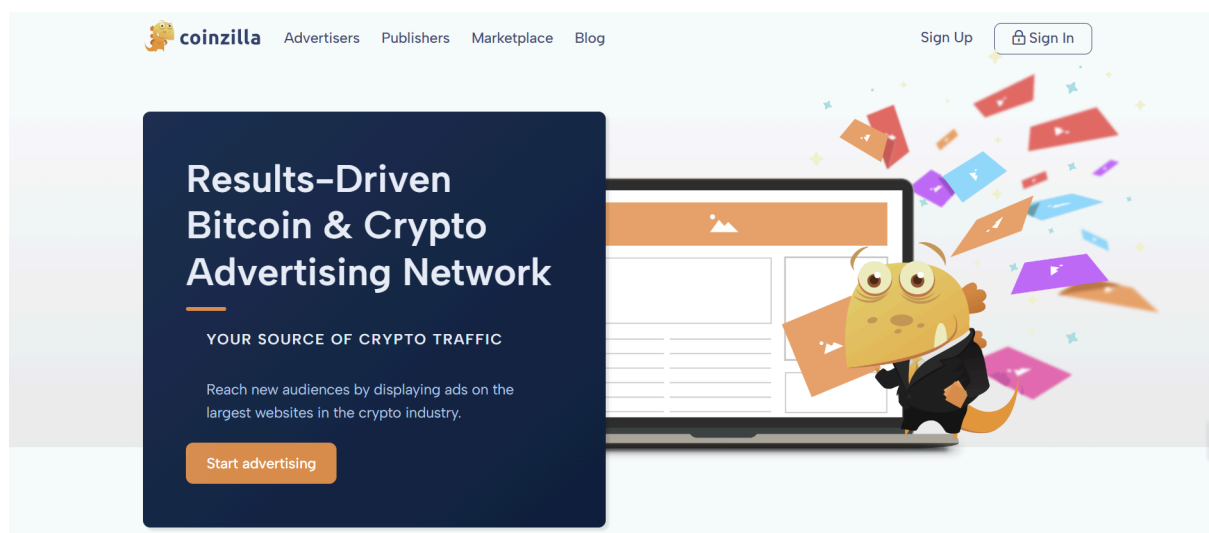 coinzilla Advertisers Publishers Marketplace Blog Sign Up Sign In
Results-Driven
Bitcoin & Crypto
Advertising Network
YOUR SOURCE OF CRYPTO TRAFFIC
Reach new audiences by displaying ads on the
largest websites in the crypto industry.
Start advertising